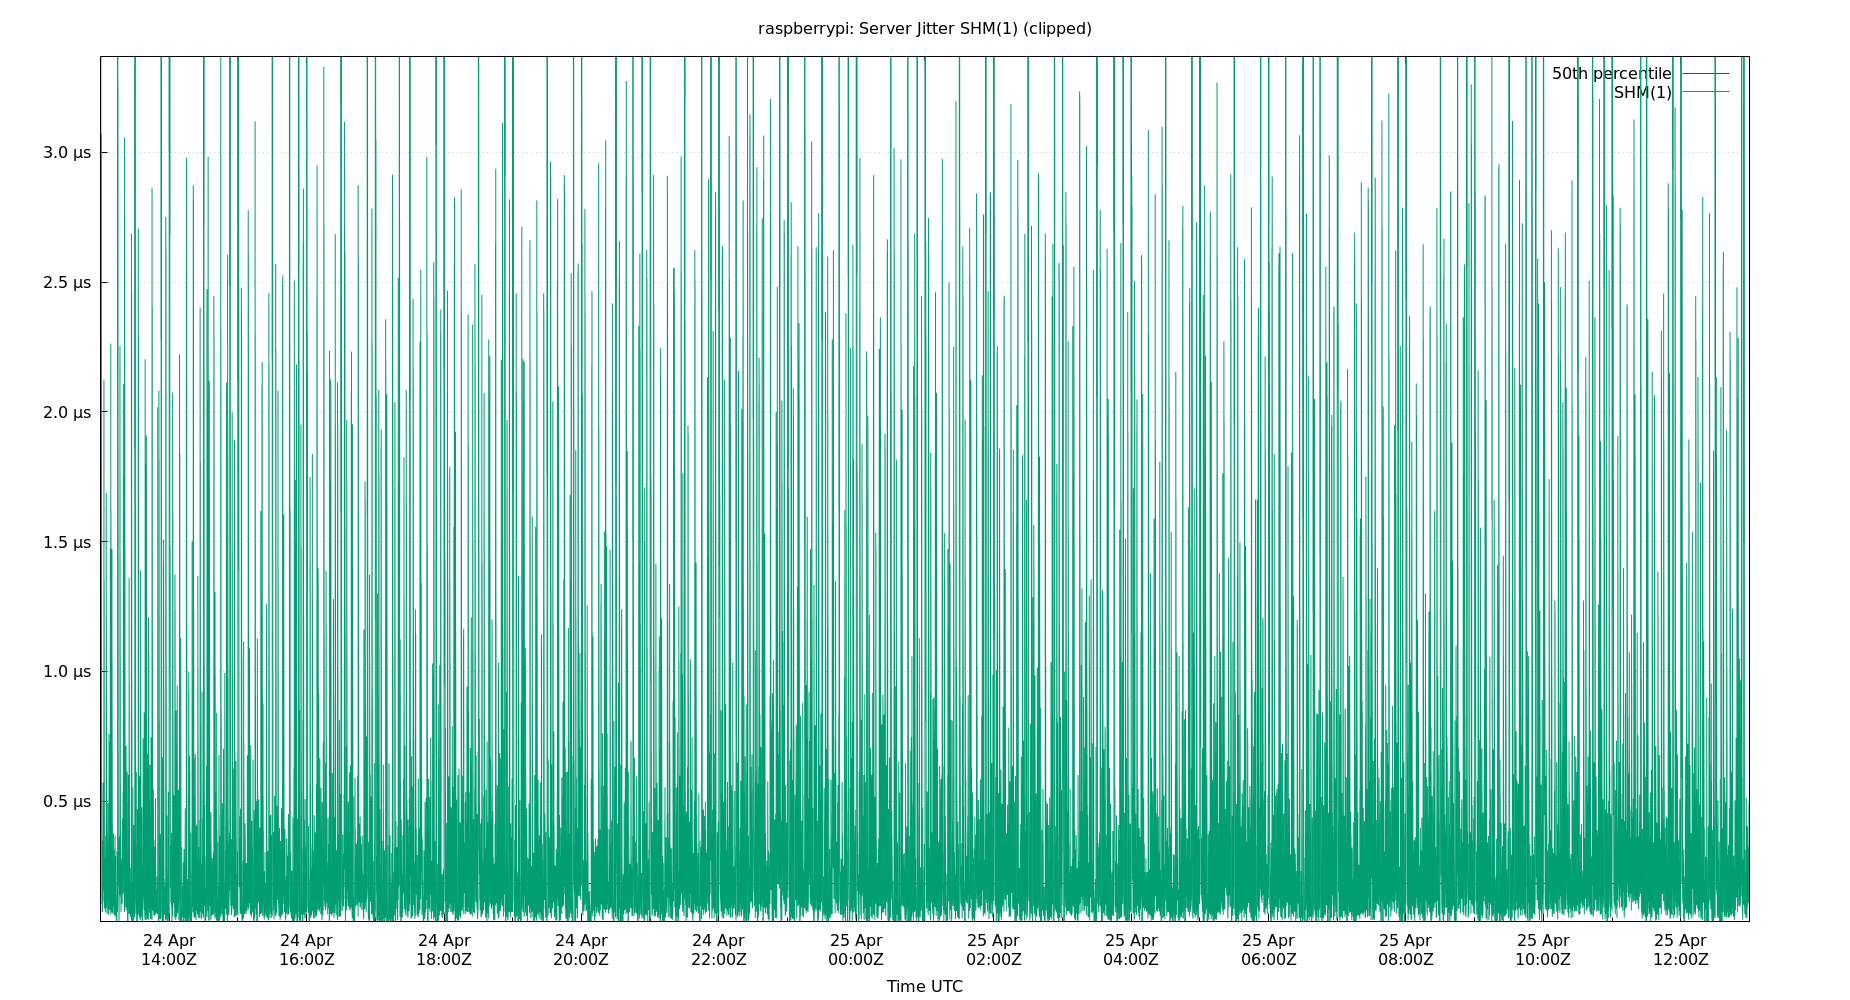 raspberrypi: Server Jitter SHM(1) (clipped)
50th percentile
SHM(1)
3.0 µs
2.5 µs
2.0 µs
1.5 µs
1.0 µs
0.5 µs
24 Apr 24 Apr 24 Apr 24 Apr 24 Apr 25 Apr 25 Apr 25 Apr 25 Apr 25 Apr 25 Apr 25 Apr
14:00Z 16:00Z 18:00Z 20:00Z 22:00Z 00:00Z 02:00Z 04:00Z 06:00Z 08:00Z 10:00Z 12:00Z
Time UTC